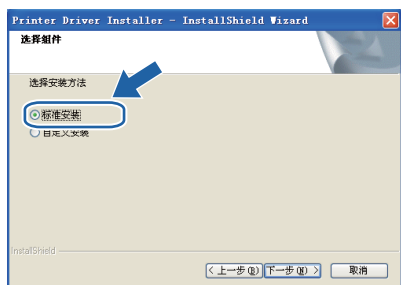 Printer Driver Installer - InstallShield Wizard
选择组件
选择安装方法
标准安装
自定义安装
InstallShield
< 上一步(B) 下一步(N) > 取消